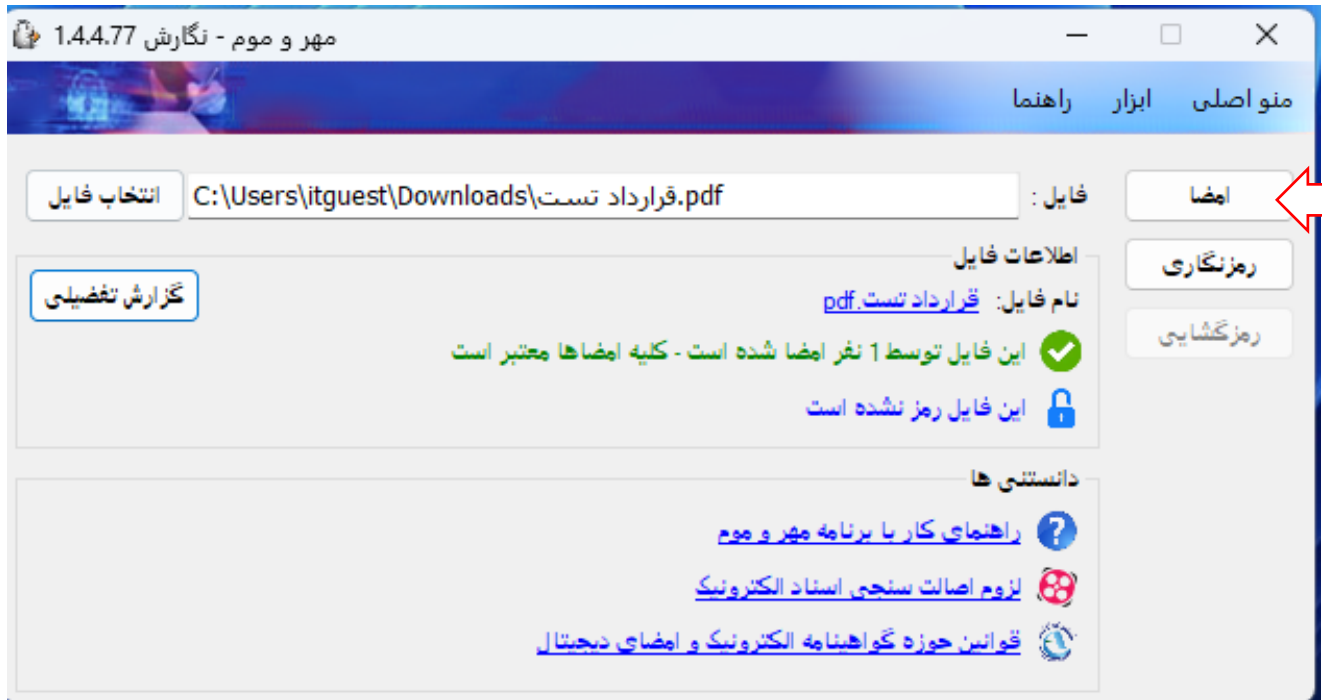 مهر و موم - نگارش 1.4.4.77
منو اصلی ابزار راهنما
امضا
فایل : C:\Users\itguest\Downloads\قرارداد تست.pdf انتخاب فایل
رمزنگاری
رمزگشایی
اطلاعات فایل
نام فایل: قرارداد تست.pdf
گزارش تفضیلی
این فایل توسط 1 نفر امضا شده است - کلیه امضاها معتبر است
این فایل رمز نشده است
دانستنی ها
راهنمای کار با برنامه مهر و موم
لزوم اصالت سنجی اسناد الکترونیک
قوانین حوزه گواهینامه الکترونیک و امضای دیجیتال